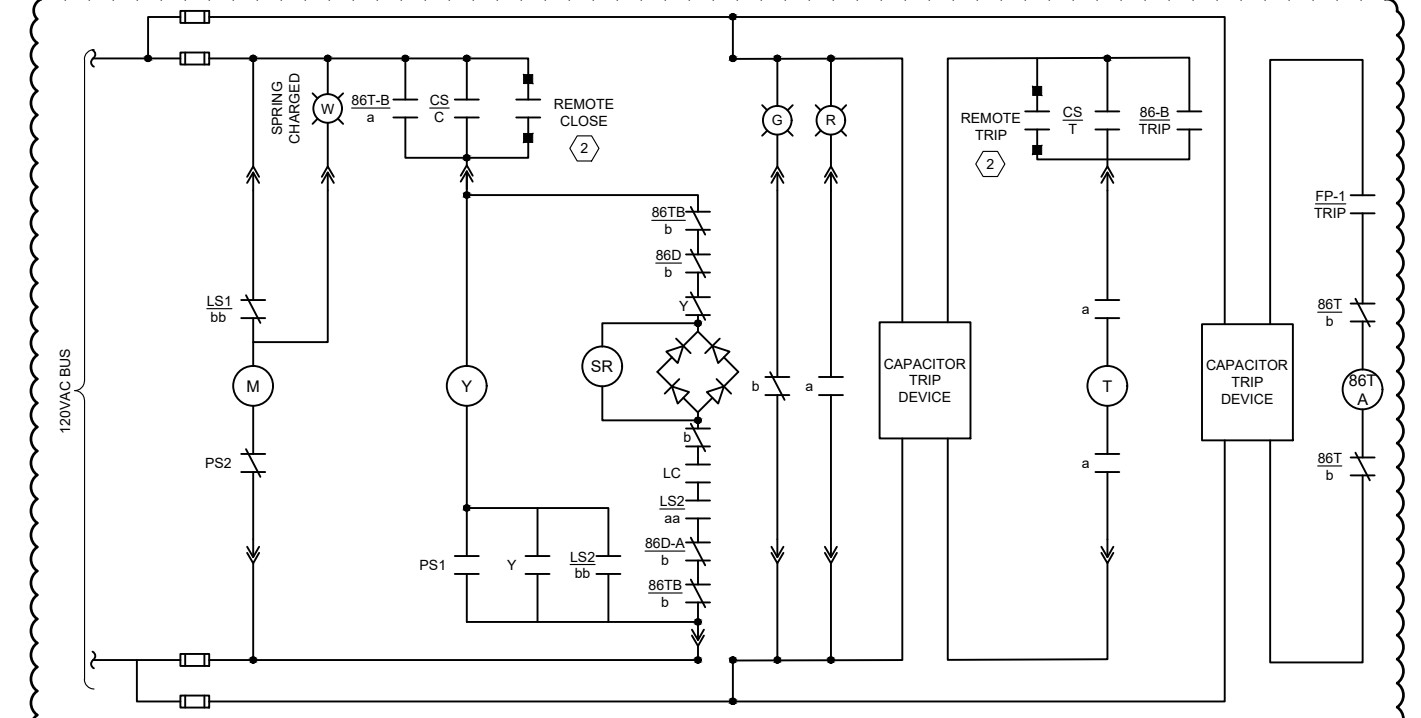 120VAC BUS
SPRING
CHARGED
W
86T-B
a
CS
C
REMOTE
CLOSE
2
LS1
bb
M
PS2
Y
PS1
Y
LS2
bb
86TB
b
86D
b
Y
SR
b
LC
LS2
aa
86D-A
b
86TB
b
G
R
b
a
CAPACITOR
TRIP
DEVICE
REMOTE
TRIP
2
CS
T
86-B
TRIP
a
T
a
CAPACITOR
TRIP
DEVICE
FP-1
TRIP
86T
b
86T
A
86T
b